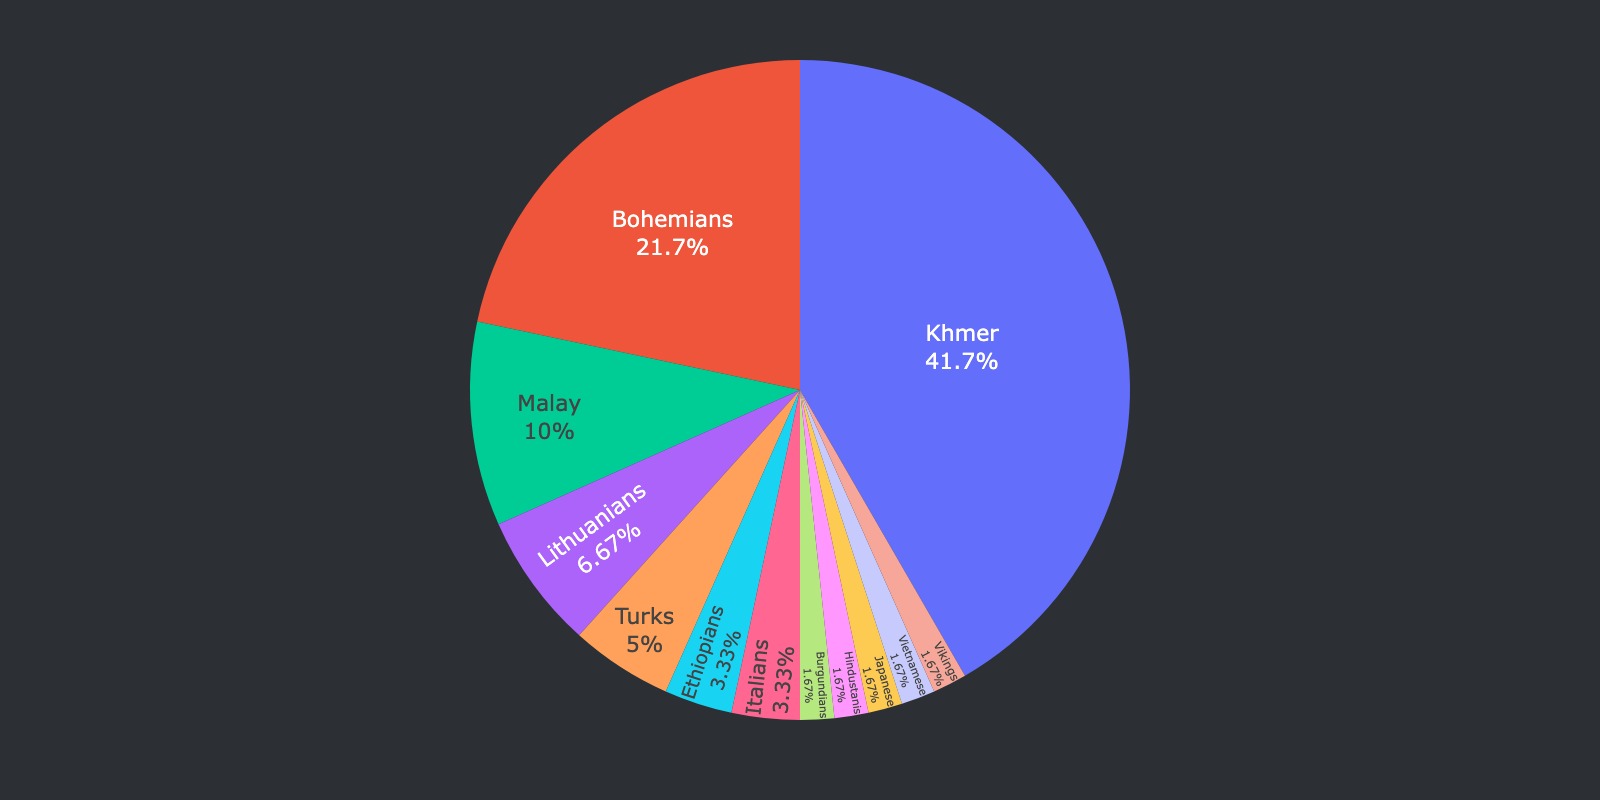 Khmer
41.7%
Bohemians
21.7%
Malay
10%
Lithuanians
6.67%
Turks
5%
Ethiopians
3.33%
Italians
3.33%
Burgundians
1.67%
Hindustanis
1.67%
Japanese
1.67%
Vietnamese
1.67%
Vikings
1.67%